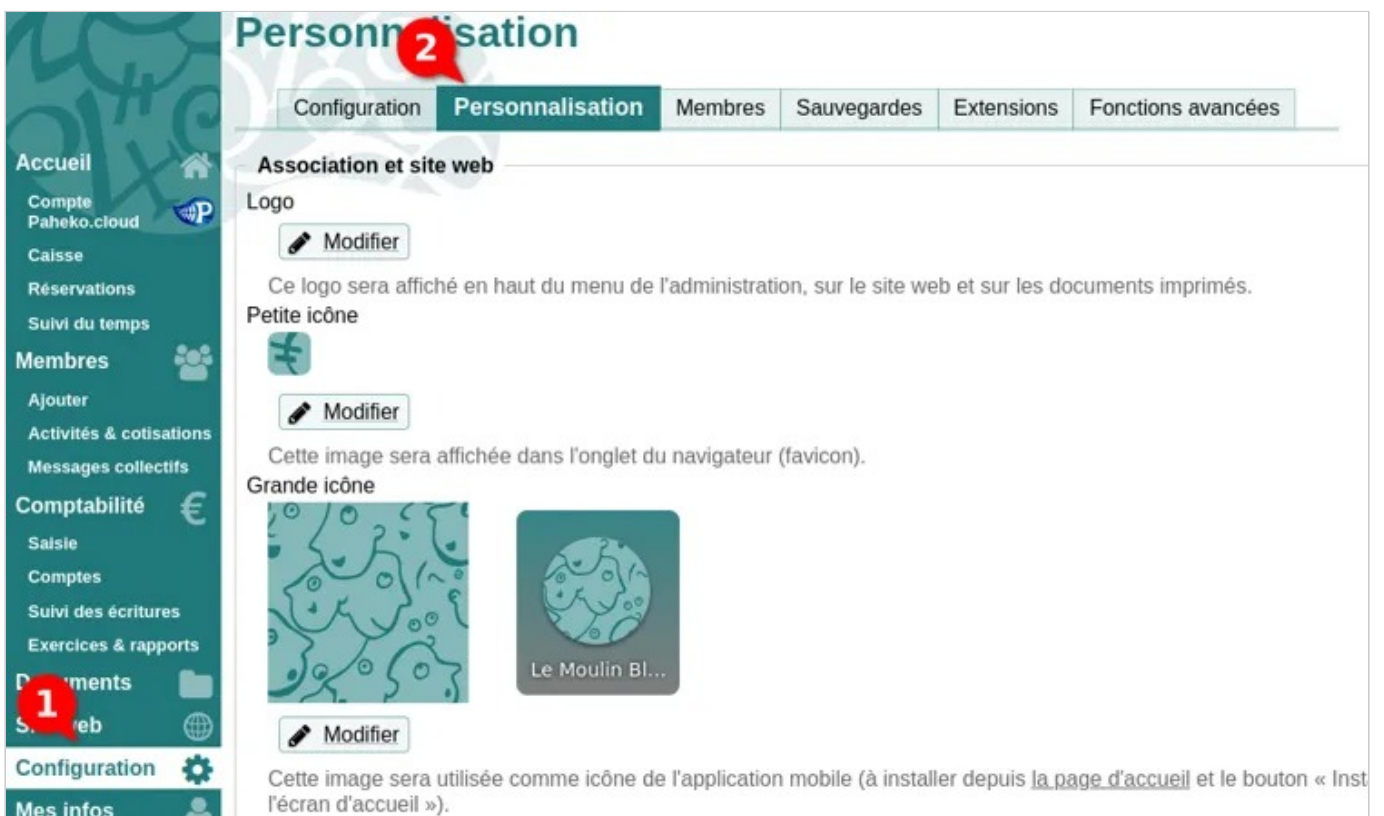 Personnalisation
2
Configuration
Personnalisation
Membres
Sauvegardes
Extensions
Fonctions avancées
Accueil
Compte
Paheko.cloud
P
Caisse
Réservations
Suivi du temps
Membres
Ajouter
Activités & cotisations
Messages collectifs
Comptabilité €
Saisie
Comptes
Suivi des écritures
Exercices & rapports
Documents
1
Site web
Configuration
Mes infos
Association et site web
Logo
Modifier
Ce logo sera affiché en haut du menu de l'administration, sur le site web et sur les documents imprimés.
Petite icône
Modifier
Cette image sera affichée dans l'onglet du navigateur (favicon).
Grande icône
Le Moulin Bl...
Modifier
Cette image sera utilisée comme icône de l'application mobile (à installer depuis la page d'accueil et le bouton « Inst
l'écran d'accueil »).